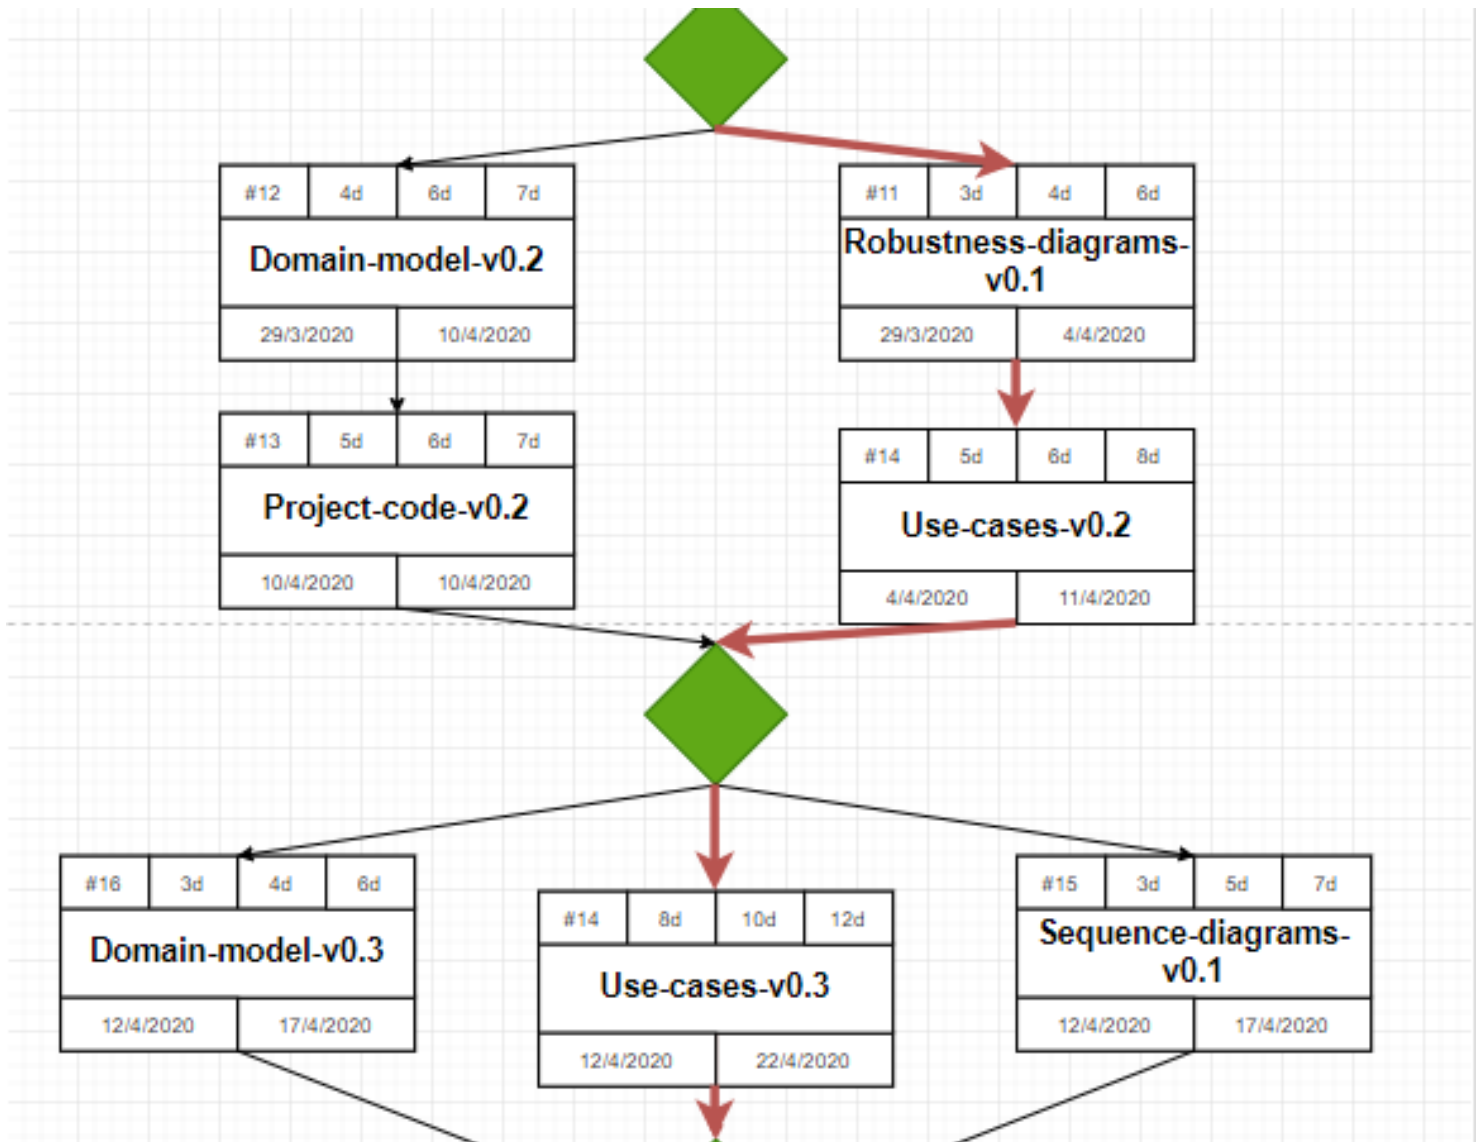 #12 4d 6d 7d
Domain-model-v0.2
29/3/2020 10/4/2020
#11 3d 4d 6d
Robustness-diagrams-
v0.1
29/3/2020 4/4/2020
#13 5d 6d 7d
Project-code-v0.2
10/4/2020 10/4/2020
#14 5d 6d 8d
Use-cases-v0.2
4/4/2020 11/4/2020
#16 3d 4d 6d
Domain-model-v0.3
12/4/2020 17/4/2020
#14 8d 10d 12d
Use-cases-v0.3
12/4/2020 22/4/2020
#15 3d 5d 7d
Sequence-diagrams-
v0.1
12/4/2020 17/4/2020